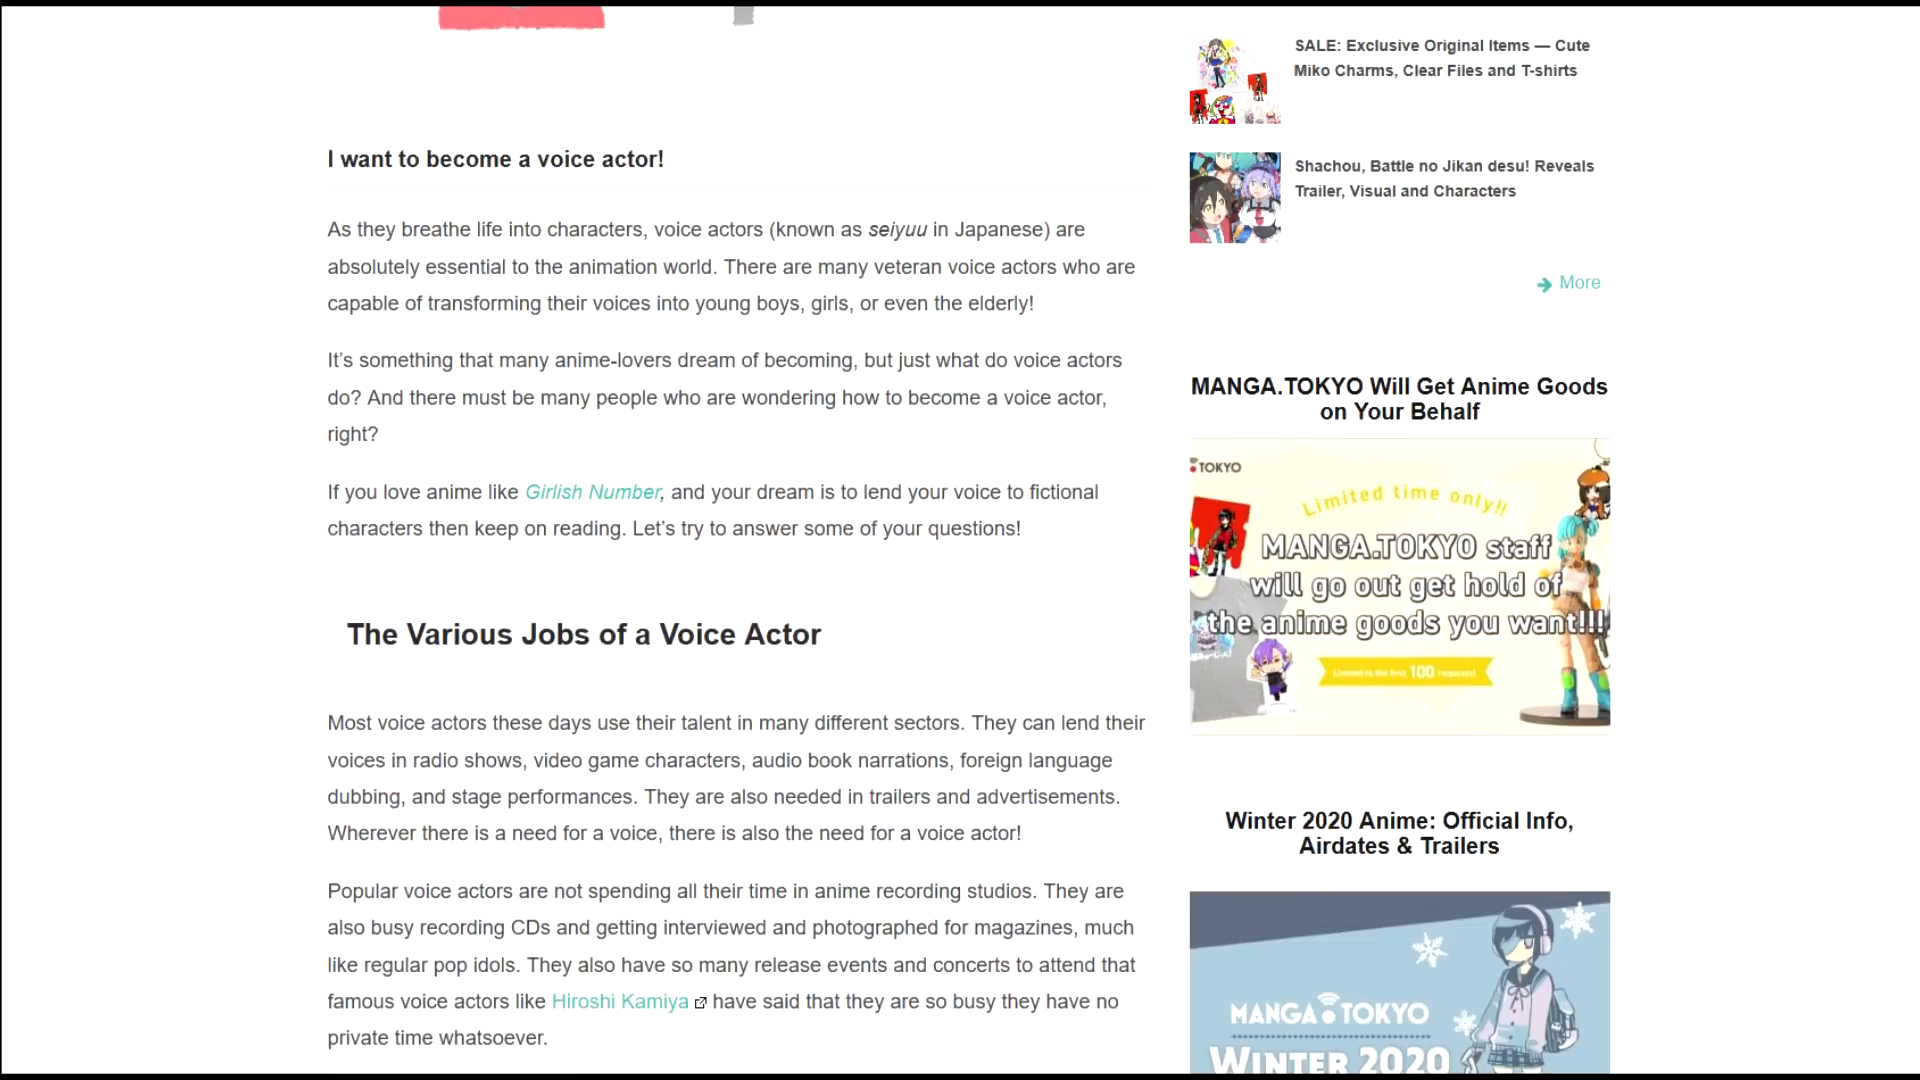 I want to become a voice actor!
As they breathe life into characters, voice actors (known as seiyuu in Japanese) are
absolutely essential to the animation world. There are many veteran voice actors who are
capable of transforming their voices into young boys, girls, or even the elderly!
It’s something that many anime-lovers dream of becoming, but just what do voice actors
do? And there must be many people who are wondering how to become a voice actor,
right?
If you love anime like Girlish Number, and your dream is to lend your voice to fictional
characters then keep on reading. Let’s try to answer some of your questions!
The Various Jobs of a Voice Actor
Most voice actors these days use their talent in many different sectors. They can lend their
voices in radio shows, video game characters, audio book narrations, foreign language
dubbing, and stage performances. They are also needed in trailers and advertisements.
Wherever there is a need for a voice, there is also the need for a voice actor!
Popular voice actors are not spending all their time in anime recording studios. They are
also busy recording CDs and getting interviewed and photographed for magazines, much
like regular pop idols. They also have so many release events and concerts to attend that
famous voice actors like Hiroshi Kamiya have said that they are so busy they have no
private time whatsoever.
SALE: Exclusive Original Items — Cute
Miko Charms, Clear Files and T-shirts
Shachou, Battle no Jikan desu! Reveals
Trailer, Visual and Characters
More
MANGA.TOKYO Will Get Anime Goods
on Your Behalf
TOKYO
Limited time only!!
MANGA.TOKYO staff
will go out get hold of
the anime goods you want!!!
Limited to the first 100 requests!
Winter 2020 Anime: Official Info,
Airdates & Trailers
MANGA TOKYO
WINTER 2020